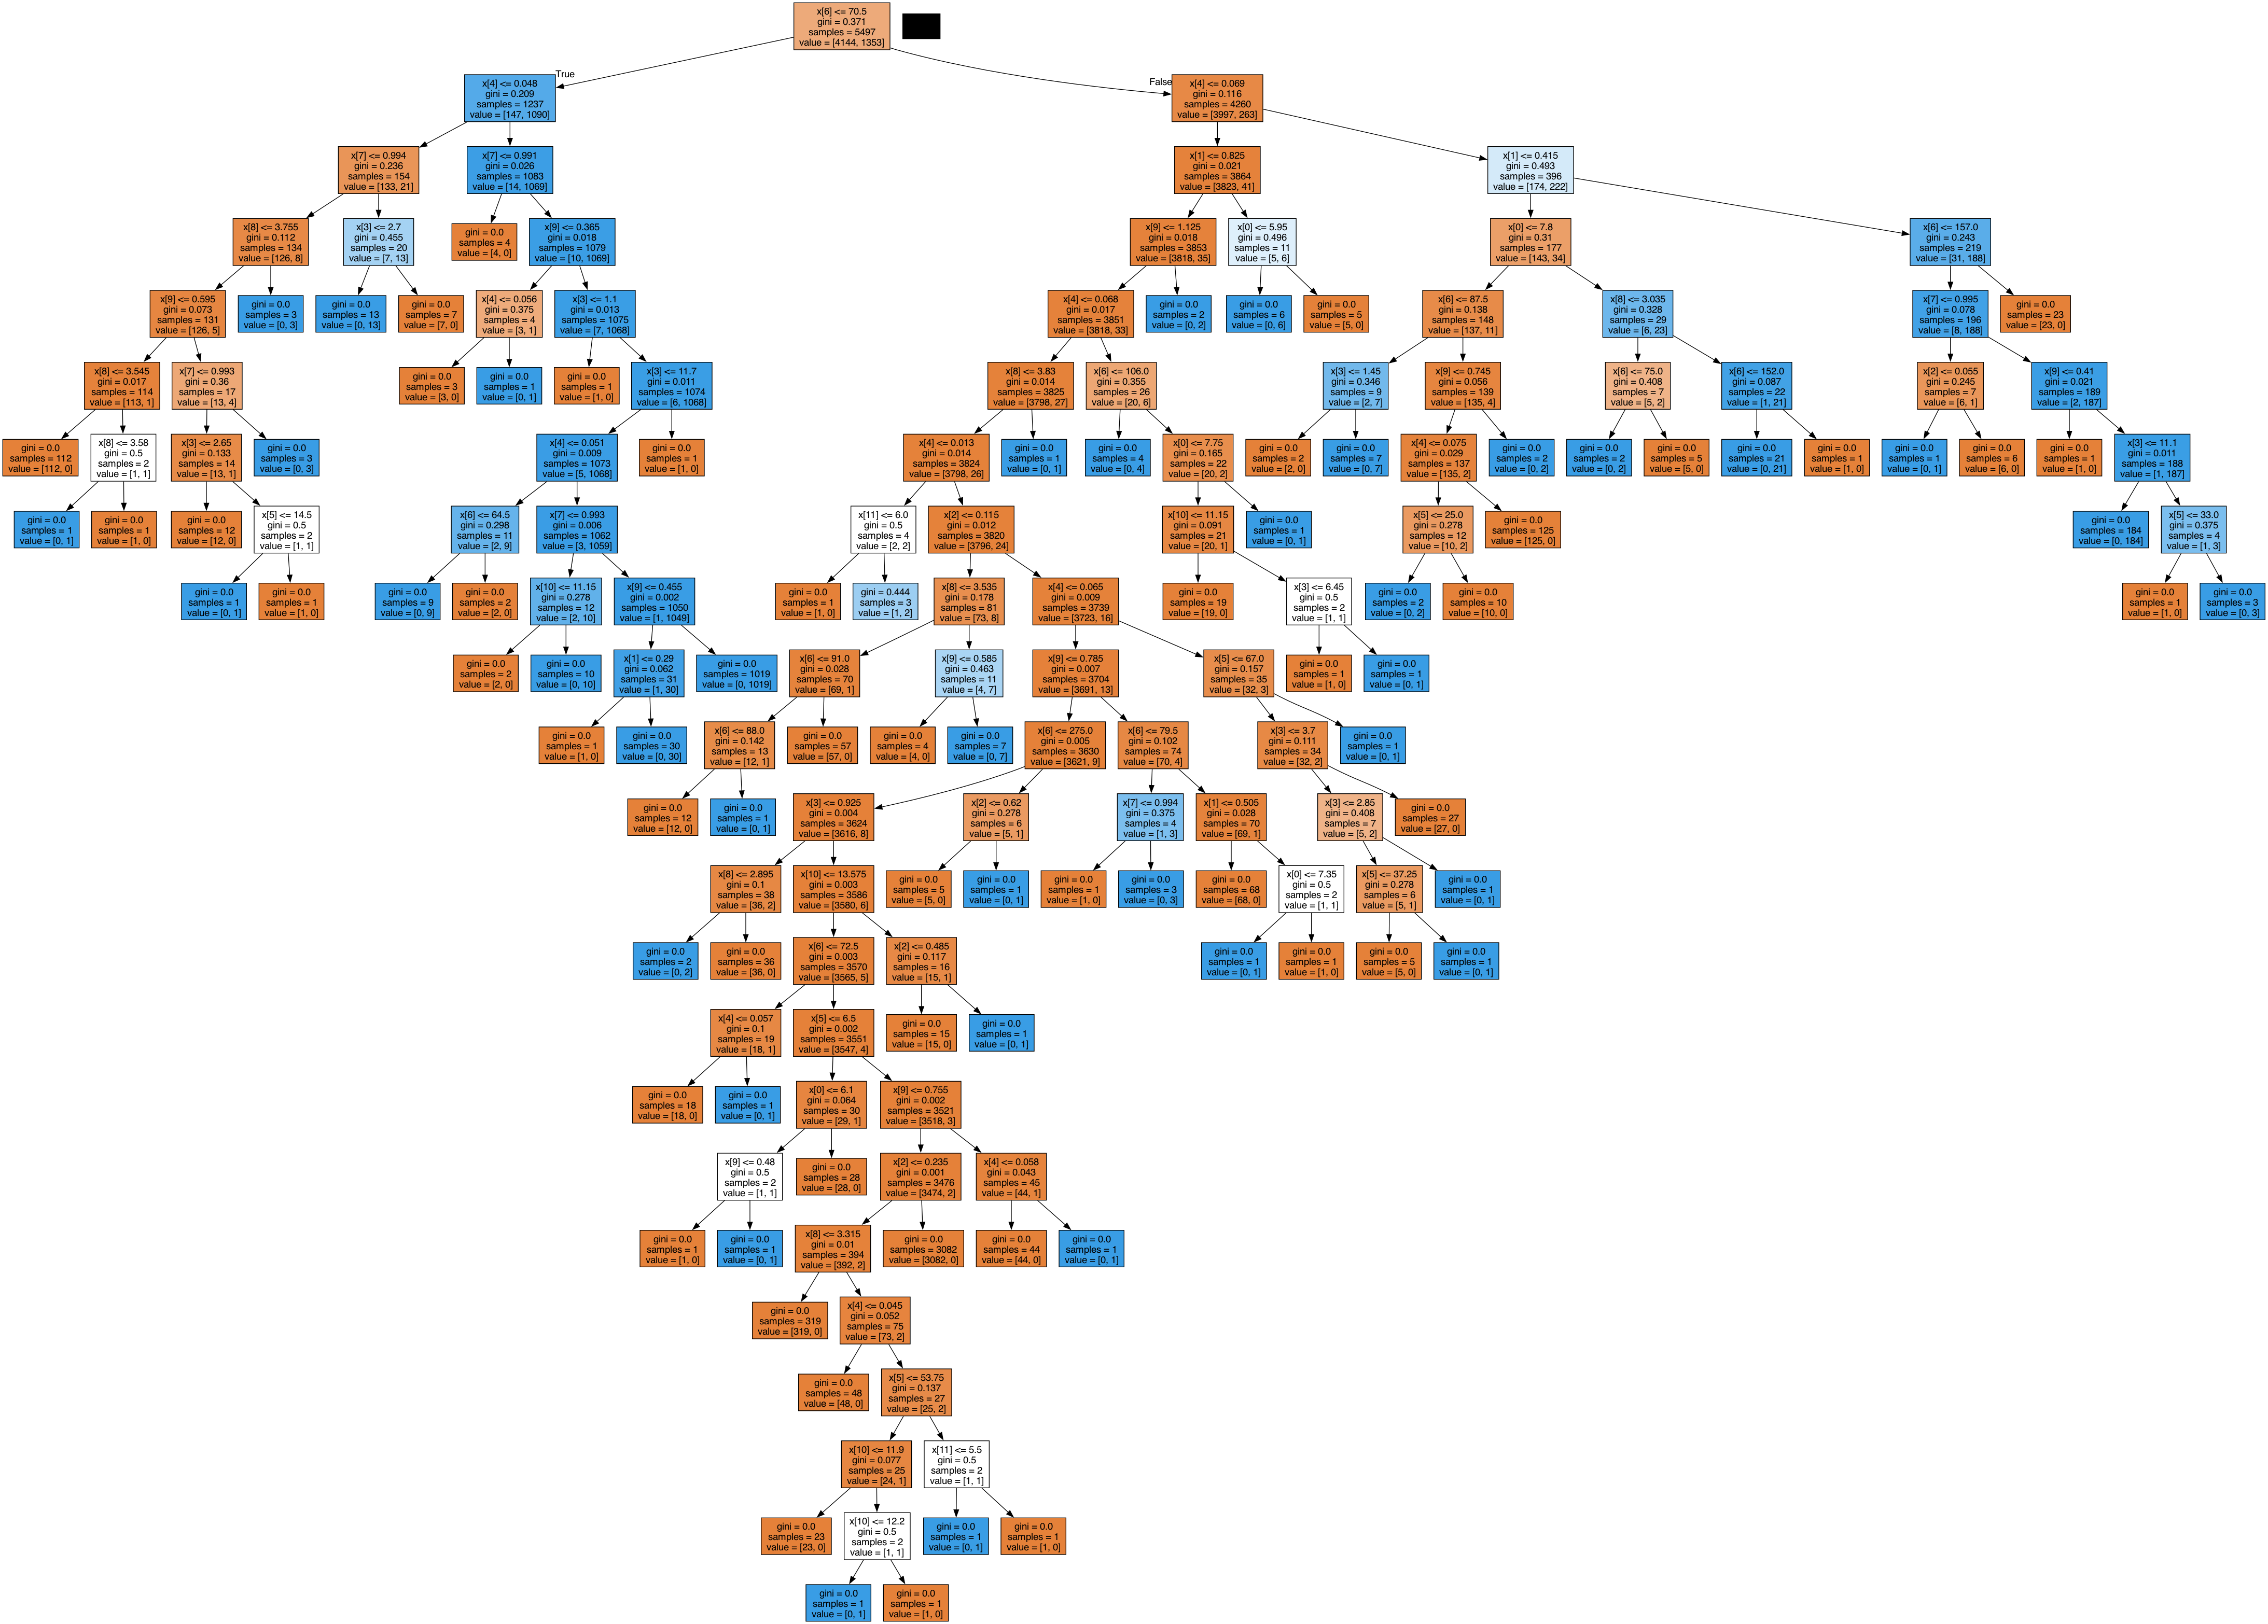 x[6] <= 70.5
gini = 0.371
samples = 5497
value = [4144, 1353]
True
False
x[4] <= 0.048
gini = 0.209
samples = 1237
value = [147, 1090]
x[4] <= 0.069
gini = 0.116
samples = 4260
value = [3997, 263]
x[7] <= 0.994
gini = 0.236
samples = 154
value = [133, 21]
x[7] <= 0.991
gini = 0.026
samples = 1083
value = [14, 1069]
x[1] <= 0.825
gini = 0.021
samples = 3864
value = [3823, 41]
x[1] <= 0.415
gini = 0.493
samples = 396
value = [174, 222]
x[8] <= 3.755
gini = 0.112
samples = 134
value = [126, 8]
x[3] <= 2.7
gini = 0.455
samples = 20
value = [7, 13]
gini = 0.0
samples = 4
value = [4, 0]
x[9] <= 0.365
gini = 0.018
samples = 1079
value = [10, 1069]
x[9] <= 1.125
gini = 0.018
samples = 3853
value = [3818, 35]
x[0] <= 5.95
gini = 0.496
samples = 11
value = [5, 6]
x[0] <= 7.8
gini = 0.31
samples = 177
value = [143, 34]
x[6] <= 157.0
gini = 0.243
samples = 219
value = [31, 188]
x[9] <= 0.595
gini = 0.073
samples = 131
value = [126, 5]
gini = 0.0
samples = 3
value = [0, 3]
gini = 0.0
samples = 13
value = [0, 13]
gini = 0.0
samples = 7
value = [7, 0]
x[4] <= 0.056
gini = 0.375
samples = 4
value = [3, 1]
x[3] <= 1.1
gini = 0.013
samples = 1075
value = [7, 1068]
x[4] <= 0.068
gini = 0.017
samples = 3851
value = [3818, 33]
gini = 0.0
samples = 2
value = [0, 2]
gini = 0.0
samples = 6
value = [0, 6]
gini = 0.0
samples = 5
value = [5, 0]
x[6] <= 87.5
gini = 0.138
samples = 148
value = [137, 11]
x[8] <= 3.035
gini = 0.328
samples = 29
value = [6, 23]
x[7] <= 0.995
gini = 0.078
samples = 196
value = [8, 188]
gini = 0.0
samples = 23
value = [23, 0]
x[8] <= 3.545
gini = 0.017
samples = 114
value = [113, 1]
x[7] <= 0.993
gini = 0.36
samples = 17
value = [13, 4]
gini = 0.0
samples = 3
value = [3, 0]
gini = 0.0
samples = 1
value = [0, 1]
gini = 0.0
samples = 1
value = [1, 0]
x[3] <= 11.7
gini = 0.011
samples = 1074
value = [6, 1068]
x[8] <= 3.83
gini = 0.014
samples = 3825
value = [3798, 27]
x[6] <= 106.0
gini = 0.355
samples = 26
value = [20, 6]
x[3] <= 1.45
gini = 0.346
samples = 9
value = [2, 7]
x[9] <= 0.745
gini = 0.056
samples = 139
value = [135, 4]
x[6] <= 75.0
gini = 0.408
samples = 7
value = [5, 2]
x[6] <= 152.0
gini = 0.087
samples = 22
value = [1, 21]
x[2] <= 0.055
gini = 0.245
samples = 7
value = [6, 1]
x[9] <= 0.41
gini = 0.021
samples = 189
value = [2, 187]
gini = 0.0
samples = 112
value = [112, 0]
x[8] <= 3.58
gini = 0.5
samples = 2
value = [1, 1]
x[3] <= 2.65
gini = 0.133
samples = 14
value = [13, 1]
gini = 0.0
samples = 3
value = [0, 3]
x[4] <= 0.051
gini = 0.009
samples = 1073
value = [5, 1068]
gini = 0.0
samples = 1
value = [1, 0]
x[4] <= 0.013
gini = 0.014
samples = 3824
value = [3798, 26]
gini = 0.0
samples = 1
value = [0, 1]
gini = 0.0
samples = 4
value = [0, 4]
x[0] <= 7.75
gini = 0.165
samples = 22
value = [20, 2]
gini = 0.0
samples = 2
value = [2, 0]
gini = 0.0
samples = 7
value = [0, 7]
x[4] <= 0.075
gini = 0.029
samples = 137
value = [135, 2]
gini = 0.0
samples = 2
value = [0, 2]
gini = 0.0
samples = 2
value = [0, 2]
gini = 0.0
samples = 5
value = [5, 0]
gini = 0.0
samples = 21
value = [0, 21]
gini = 0.0
samples = 1
value = [1, 0]
gini = 0.0
samples = 1
value = [0, 1]
gini = 0.0
samples = 6
value = [6, 0]
gini = 0.0
samples = 1
value = [1, 0]
x[3] <= 11.1
gini = 0.011
samples = 188
value = [1, 187]
gini = 0.0
samples = 1
value = [0, 1]
gini = 0.0
samples = 1
value = [1, 0]
gini = 0.0
samples = 12
value = [12, 0]
x[5] <= 14.5
gini = 0.5
samples = 2
value = [1, 1]
x[6] <= 64.5
gini = 0.298
samples = 11
value = [2, 9]
x[7] <= 0.993
gini = 0.006
samples = 1062
value = [3, 1059]
x[11] <= 6.0
gini = 0.5
samples = 4
value = [2, 2]
x[2] <= 0.115
gini = 0.012
samples = 3820
value = [3796, 24]
x[10] <= 11.15
gini = 0.091
samples = 21
value = [20, 1]
gini = 0.0
samples = 1
value = [0, 1]
x[5] <= 25.0
gini = 0.278
samples = 12
value = [10, 2]
gini = 0.0
samples = 125
value = [125, 0]
gini = 0.0
samples = 184
value = [0, 184]
x[5] <= 33.0
gini = 0.375
samples = 4
value = [1, 3]
gini = 0.0
samples = 1
value = [0, 1]
gini = 0.0
samples = 1
value = [1, 0]
gini = 0.0
samples = 9
value = [0, 9]
gini = 0.0
samples = 2
value = [2, 0]
x[10] <= 11.15
gini = 0.278
samples = 12
value = [2, 10]
x[9] <= 0.455
gini = 0.002
samples = 1050
value = [1, 1049]
gini = 0.0
samples = 1
value = [1, 0]
gini = 0.444
samples = 3
value = [1, 2]
x[8] <= 3.535
gini = 0.178
samples = 81
value = [73, 8]
x[4] <= 0.065
gini = 0.009
samples = 3739
value = [3723, 16]
gini = 0.0
samples = 19
value = [19, 0]
x[3] <= 6.45
gini = 0.5
samples = 2
value = [1, 1]
gini = 0.0
samples = 2
value = [0, 2]
gini = 0.0
samples = 10
value = [10, 0]
gini = 0.0
samples = 1
value = [1, 0]
gini = 0.0
samples = 3
value = [0, 3]
gini = 0.0
samples = 2
value = [2, 0]
gini = 0.0
samples = 10
value = [0, 10]
x[1] <= 0.29
gini = 0.062
samples = 31
value = [1, 30]
gini = 0.0
samples = 1019
value = [0, 1019]
x[6] <= 91.0
gini = 0.028
samples = 70
value = [69, 1]
x[9] <= 0.585
gini = 0.463
samples = 11
value = [4, 7]
x[9] <= 0.785
gini = 0.007
samples = 3704
value = [3691, 13]
x[5] <= 67.0
gini = 0.157
samples = 35
value = [32, 3]
gini = 0.0
samples = 1
value = [1, 0]
gini = 0.0
samples = 1
value = [0, 1]
gini = 0.0
samples = 1
value = [1, 0]
gini = 0.0
samples = 30
value = [0, 30]
x[6] <= 88.0
gini = 0.142
samples = 13
value = [12, 1]
gini = 0.0
samples = 57
value = [57, 0]
gini = 0.0
samples = 4
value = [4, 0]
gini = 0.0
samples = 7
value = [0, 7]
x[6] <= 275.0
gini = 0.005
samples = 3630
value = [3621, 9]
x[6] <= 79.5
gini = 0.102
samples = 74
value = [70, 4]
x[3] <= 3.7
gini = 0.111
samples = 34
value = [32, 2]
gini = 0.0
samples = 1
value = [0, 1]
gini = 0.0
samples = 12
value = [12, 0]
gini = 0.0
samples = 1
value = [0, 1]
x[3] <= 0.925
gini = 0.004
samples = 3624
value = [3616, 8]
x[2] <= 0.62
gini = 0.278
samples = 6
value = [5, 1]
x[7] <= 0.994
gini = 0.375
samples = 4
value = [1, 3]
x[1] <= 0.505
gini = 0.028
samples = 70
value = [69, 1]
x[3] <= 2.85
gini = 0.408
samples = 7
value = [5, 2]
gini = 0.0
samples = 27
value = [27, 0]
x[8] <= 2.895
gini = 0.1
samples = 38
value = [36, 2]
x[10] <= 13.575
gini = 0.003
samples = 3586
value = [3580, 6]
gini = 0.0
samples = 5
value = [5, 0]
gini = 0.0
samples = 1
value = [0, 1]
gini = 0.0
samples = 1
value = [1, 0]
gini = 0.0
samples = 3
value = [0, 3]
gini = 0.0
samples = 68
value = [68, 0]
x[0] <= 7.35
gini = 0.5
samples = 2
value = [1, 1]
x[5] <= 37.25
gini = 0.278
samples = 6
value = [5, 1]
gini = 0.0
samples = 1
value = [0, 1]
gini = 0.0
samples = 2
value = [0, 2]
gini = 0.0
samples = 36
value = [36, 0]
x[6] <= 72.5
gini = 0.003
samples = 3570
value = [3565, 5]
x[2] <= 0.485
gini = 0.117
samples = 16
value = [15, 1]
gini = 0.0
samples = 1
value = [0, 1]
gini = 0.0
samples = 1
value = [1, 0]
gini = 0.0
samples = 5
value = [5, 0]
gini = 0.0
samples = 1
value = [0, 1]
x[4] <= 0.057
gini = 0.1
samples = 19
value = [18, 1]
x[5] <= 6.5
gini = 0.002
samples = 3551
value = [3547, 4]
gini = 0.0
samples = 15
value = [15, 0]
gini = 0.0
samples = 1
value = [0, 1]
gini = 0.0
samples = 18
value = [18, 0]
gini = 0.0
samples = 1
value = [0, 1]
x[0] <= 6.1
gini = 0.064
samples = 30
value = [29, 1]
x[9] <= 0.755
gini = 0.002
samples = 3521
value = [3518, 3]
x[9] <= 0.48
gini = 0.5
samples = 2
value = [1, 1]
gini = 0.0
samples = 28
value = [28, 0]
x[2] <= 0.235
gini = 0.001
samples = 3476
value = [3474, 2]
x[4] <= 0.058
gini = 0.043
samples = 45
value = [44, 1]
gini = 0.0
samples = 1
value = [1, 0]
gini = 0.0
samples = 1
value = [0, 1]
x[8] <= 3.315
gini = 0.01
samples = 394
value = [392, 2]
gini = 0.0
samples = 3082
value = [3082, 0]
gini = 0.0
samples = 44
value = [44, 0]
gini = 0.0
samples = 1
value = [0, 1]
gini = 0.0
samples = 319
value = [319, 0]
x[4] <= 0.045
gini = 0.052
samples = 75
value = [73, 2]
gini = 0.0
samples = 48
value = [48, 0]
x[5] <= 53.75
gini = 0.137
samples = 27
value = [25, 2]
x[10] <= 11.9
gini = 0.077
samples = 25
value = [24, 1]
x[11] <= 5.5
gini = 0.5
samples = 2
value = [1, 1]
gini = 0.0
samples = 23
value = [23, 0]
x[10] <= 12.2
gini = 0.5
samples = 2
value = [1, 1]
gini = 0.0
samples = 1
value = [0, 1]
gini = 0.0
samples = 1
value = [1, 0]
gini = 0.0
samples = 1
value = [0, 1]
gini = 0.0
samples = 1
value = [1, 0]